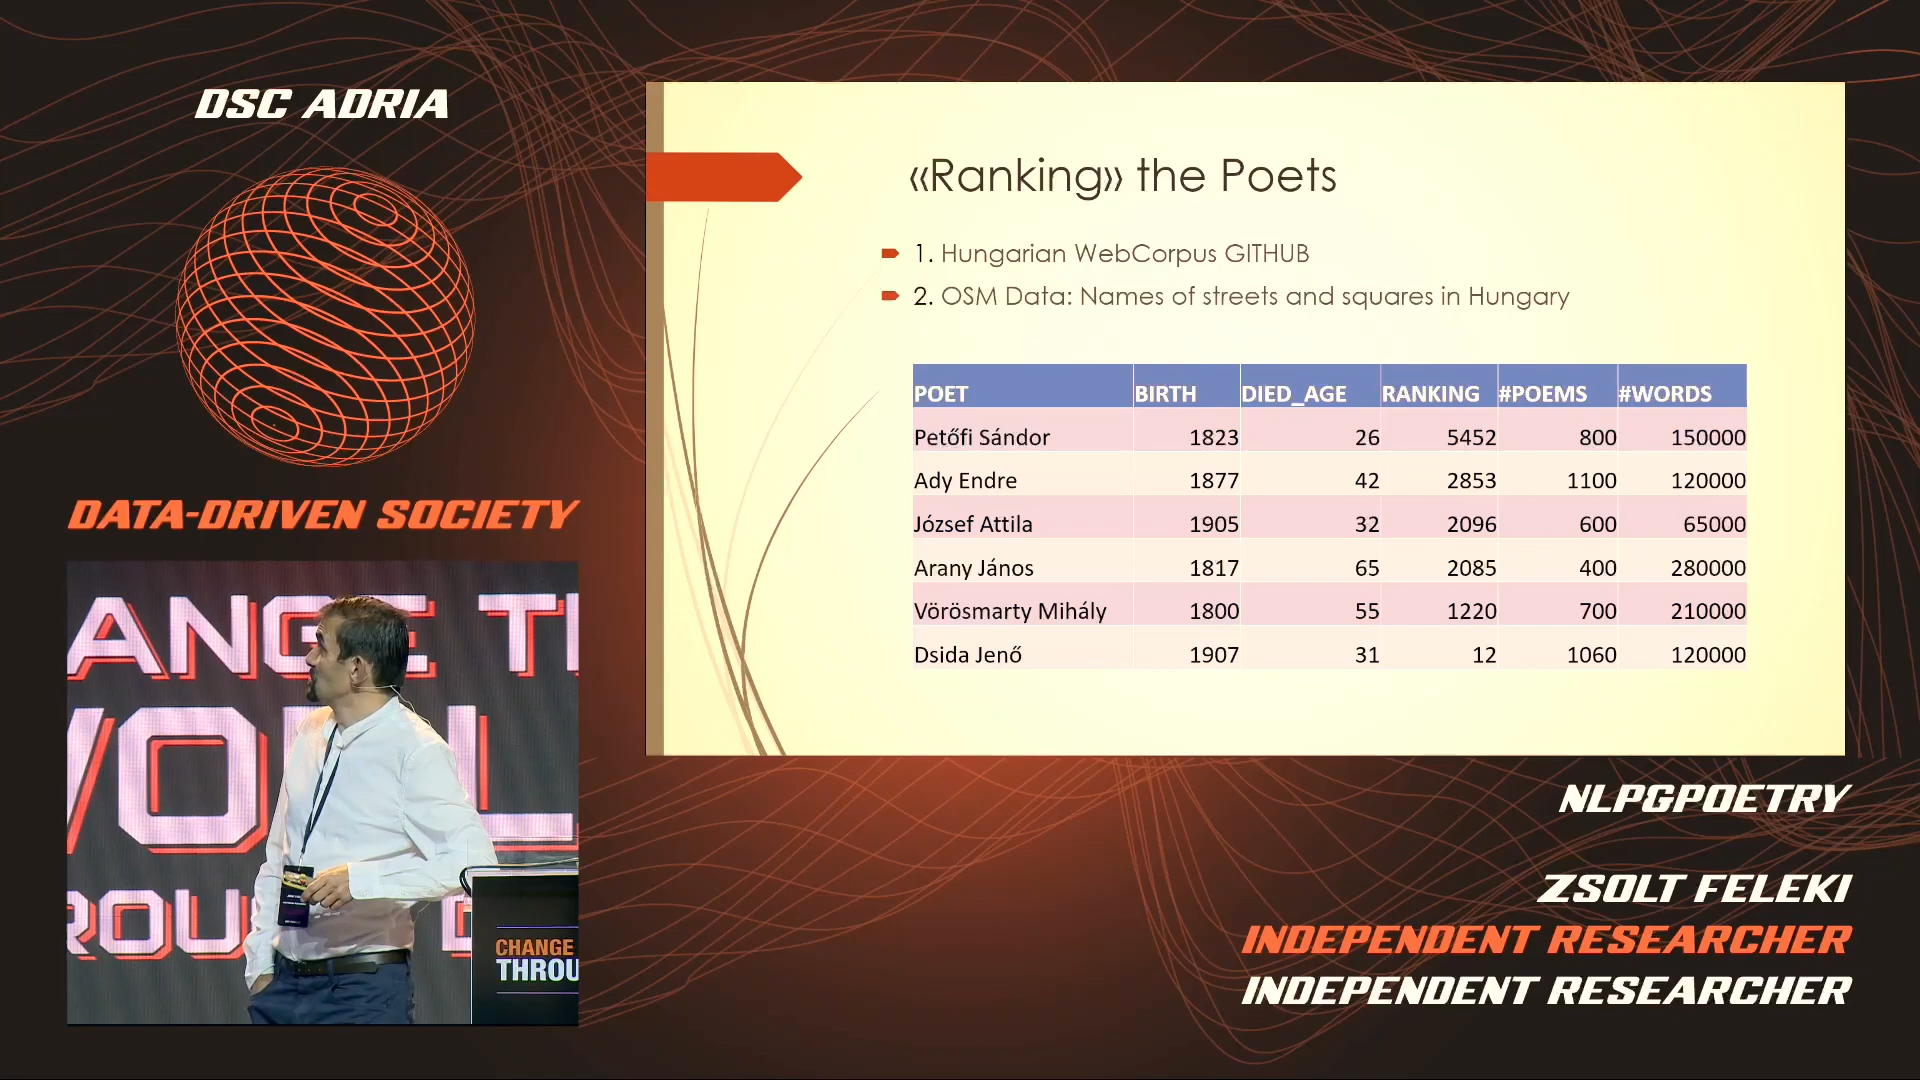 DSC ADRIA
DATA-DRIVEN SOCIETY
«Ranking» the Poets
1. Hungarian WebCorpus GITHUB
2. OSM Data: Names of streets and squares in Hungary
POET BIRTH DIED_AGE RANKING #POEMS #WORDS
Petőfi Sándor 1823 26 5452 800 150000
Ady Endre 1877 42 2853 1100 120000
József Attila 1905 32 2096 600 65000
Arany János 1817 65 2085 400 280000
Vörösmarty Mihály 1800 55 1220 700 210000
Dsida Jenő 1907 31 12 1060 120000
ANGE T
ROU
CHANGE
THROU
NLPGPOETRY
ZSOLT FELEKI
INDEPENDENT RESEARCHER
INDEPENDENT RESEARCHER